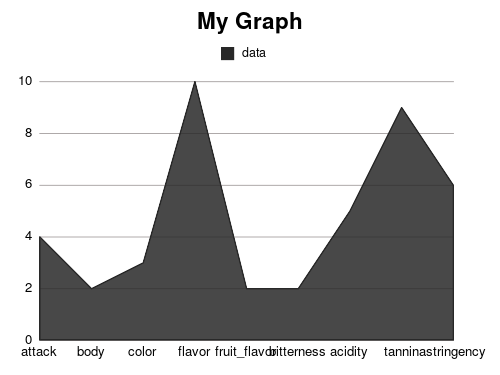 My Graph
data
10
8
6
4
2
0
attack body color flavor fruit_flavor bitterness acidity tannin astringency